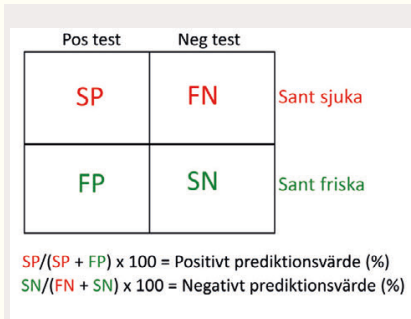 Pos test Neg test
SP FN Sant sjuka
FP SN Sant friska
SP/(SP + FP) x 100 = Positivt prediktionsvärde (%)
SN/(FN + SN) x 100 = Negativt prediktionsvärde (%)